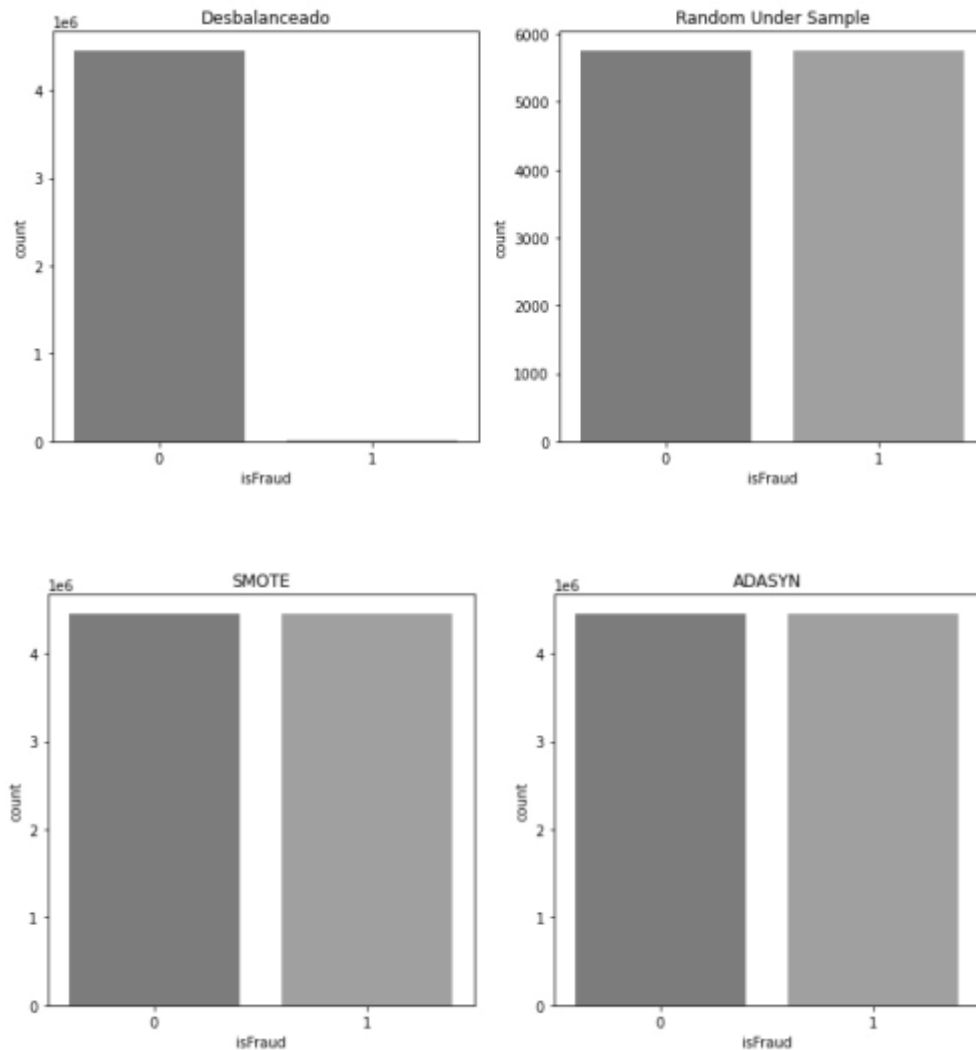 Desbalanceado
1e6
4
3
2
1
0
count
0 1
isFraud
Random Under Sample
6000
5000
4000
3000
2000
1000
0
count
0 1
isFraud
SMOTE
1e6
4
3
2
1
0
count
0 1
isFraud
ADASYN
1e6
4
3
2
1
0
count
0 1
isFraud